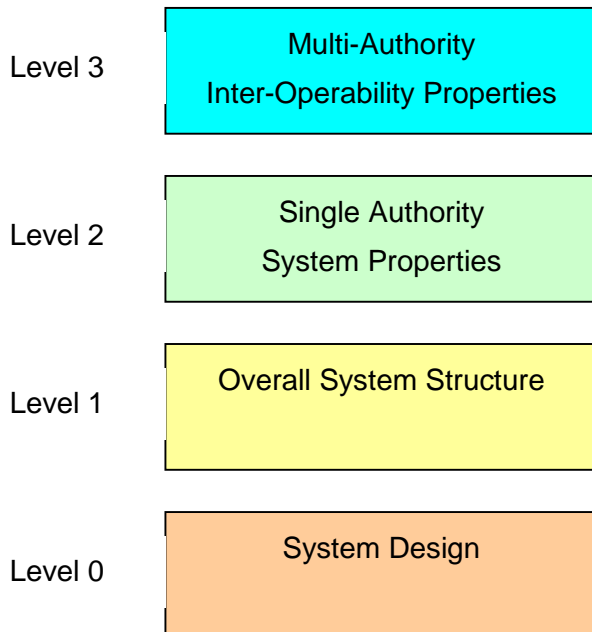 Level 3
Multi-Authority
Inter-Operability Properties
Level 2
Single Authority
System Properties
Level 1
Overall System Structure
Level 0
System Design